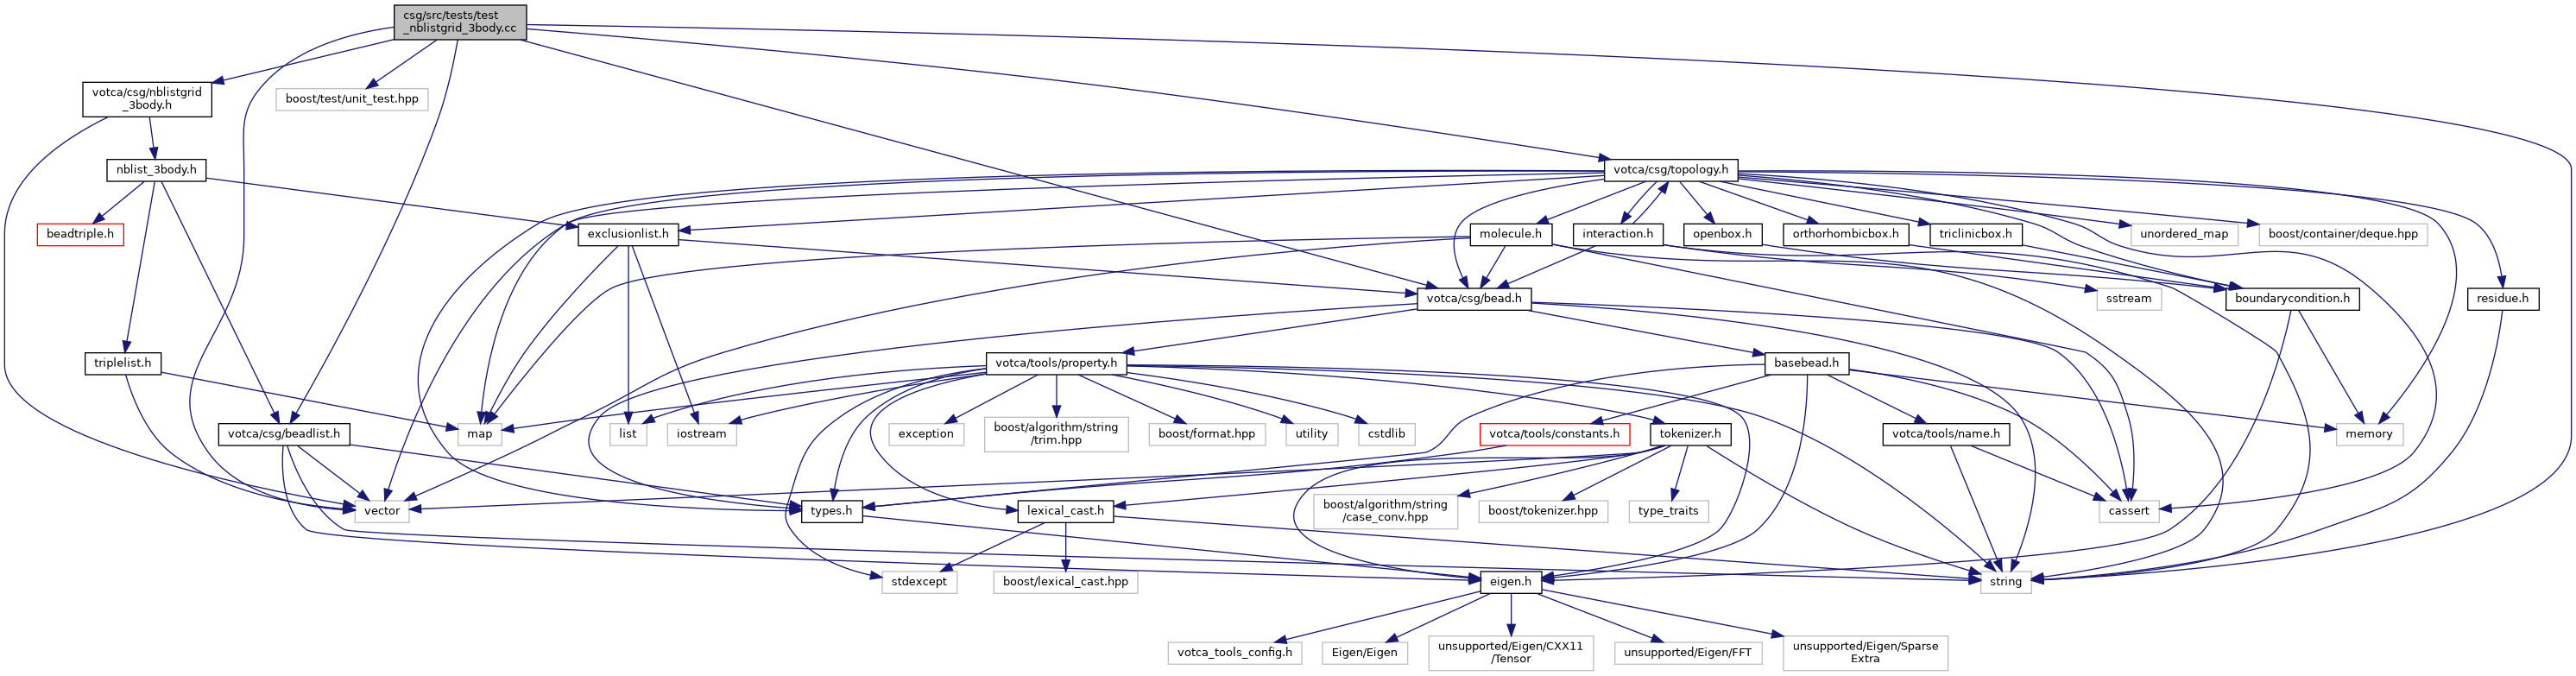 csg/src/tests/test
_nblistgrid_3body.cc
votca/csg/nblistgrid
_3body.h
boost/test/unit_test.hpp
nblist_3body.h
votca/csg/topology.h
beadtriple.h
exclusionlist.h
molecule.h
interaction.h
openbox.h
orthorhombicbox.h
triclinicbox.h
unordered_map
boost/container/deque.hpp
votca/csg/bead.h
sstream
boundarycondition.h
residue.h
triplelist.h
votca/tools/property.h
basebead.h
votca/csg/beadlist.h
map
list
iostream
exception
boost/algorithm/string
/trim.hpp
boost/format.hpp
utility
cstdlib
votca/tools/constants.h
tokenizer.h
votca/tools/name.h
memory
vector
types.h
lexical_cast.h
boost/algorithm/string
/case_conv.hpp
boost/tokenizer.hpp
type_traits
cassert
stdexcept
boost/lexical_cast.hpp
eigen.h
string
votca_tools_config.h
Eigen/Eigen
unsupported/Eigen/CXX11
/Tensor
unsupported/Eigen/FFT
unsupported/Eigen/Sparse
Extra